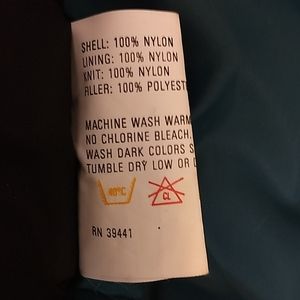 SHELL: 100% NYLON
LINING: 100% NYLON
KNIT: 100% NYLON
FILLER: 100% POLYEST
MACHINE WASH WARM
NO CHLORINE BLEACH.
WASH DARK COLORS S
TUMBLE DRY LOW OR
40°C
CL
RN 39441